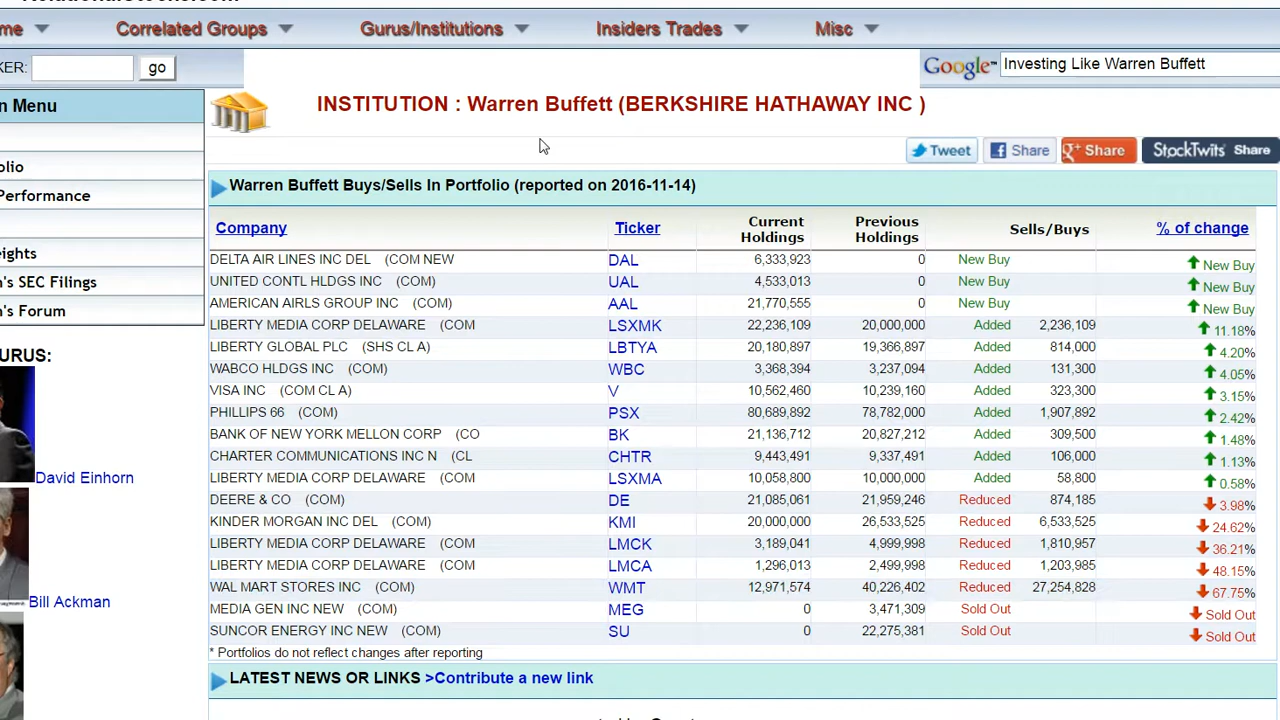 me Correlated Groups Gurus/Institutions Insiders Trades Misc
KER: go Google™ Investing Like Warren Buffett
n Menu
INSTITUTION : Warren Buffett (BERKSHIRE HATHAWAY INC )
Tweet Share Share StockTwits Share
olio
Performance
eights
n's SEC Filings
n's Forum
URUS:
David Einhorn
Bill Ackman
Warren Buffett Buys/Sells In Portfolio (reported on 2016-11-14)
Company Ticker Current Holdings Previous Holdings Sells/Buys % of change
DELTA AIR LINES INC DEL (COM NEW DAL 6,333,923 0 New Buy New Buy
UNITED CONTL HLDGS INC (COM) UAL 4,533,013 0 New Buy New Buy
AMERICAN AIRLS GROUP INC (COM) AAL 21,770,555 0 New Buy New Buy
LIBERTY MEDIA CORP DELAWARE (COM LSXMK 22,236,109 20,000,000 Added 2,236,109 11.18%
LIBERTY GLOBAL PLC (SHS CL A) LBTYA 20,180,897 19,366,897 Added 814,000 4.20%
WABCO HLDGS INC (COM) WBC 3,368,394 3,237,094 Added 131,300 4.05%
VISA INC (COM CL A) V 10,562,460 10,239,160 Added 323,300 3.15%
PHILLIPS 66 (COM) PSX 80,689,892 78,782,000 Added 1,907,892 2.42%
BANK OF NEW YORK MELLON CORP (CO BK 21,136,712 20,827,212 Added 309,500 1.48%
CHARTER COMMUNICATIONS INC N (CL CHTR 9,443,491 9,337,491 Added 106,000 1.13%
LIBERTY MEDIA CORP DELAWARE (COM LSXMA 10,058,800 10,000,000 Added 58,800 0.58%
DEERE & CO (COM) DE 21,085,061 21,959,246 Reduced 874,185 3.98%
KINDER MORGAN INC DEL (COM) KMI 20,000,000 26,533,525 Reduced 6,533,525 24.62%
LIBERTY MEDIA CORP DELAWARE (COM LMCK 3,189,041 4,999,998 Reduced 1,810,957 36.21%
LIBERTY MEDIA CORP DELAWARE (COM LMCA 1,296,013 2,499,998 Reduced 1,203,985 48.15%
WAL MART STORES INC (COM) WMT 12,971,574 40,226,402 Reduced 27,254,828 67.75%
MEDIA GEN INC NEW (COM) MEG 0 3,471,309 Sold Out Sold Out
SUNCOR ENERGY INC NEW (COM) SU 0 22,275,381 Sold Out Sold Out
* Portfolios do not reflect changes after reporting
LATEST NEWS OR LINKS >Contribute a new link